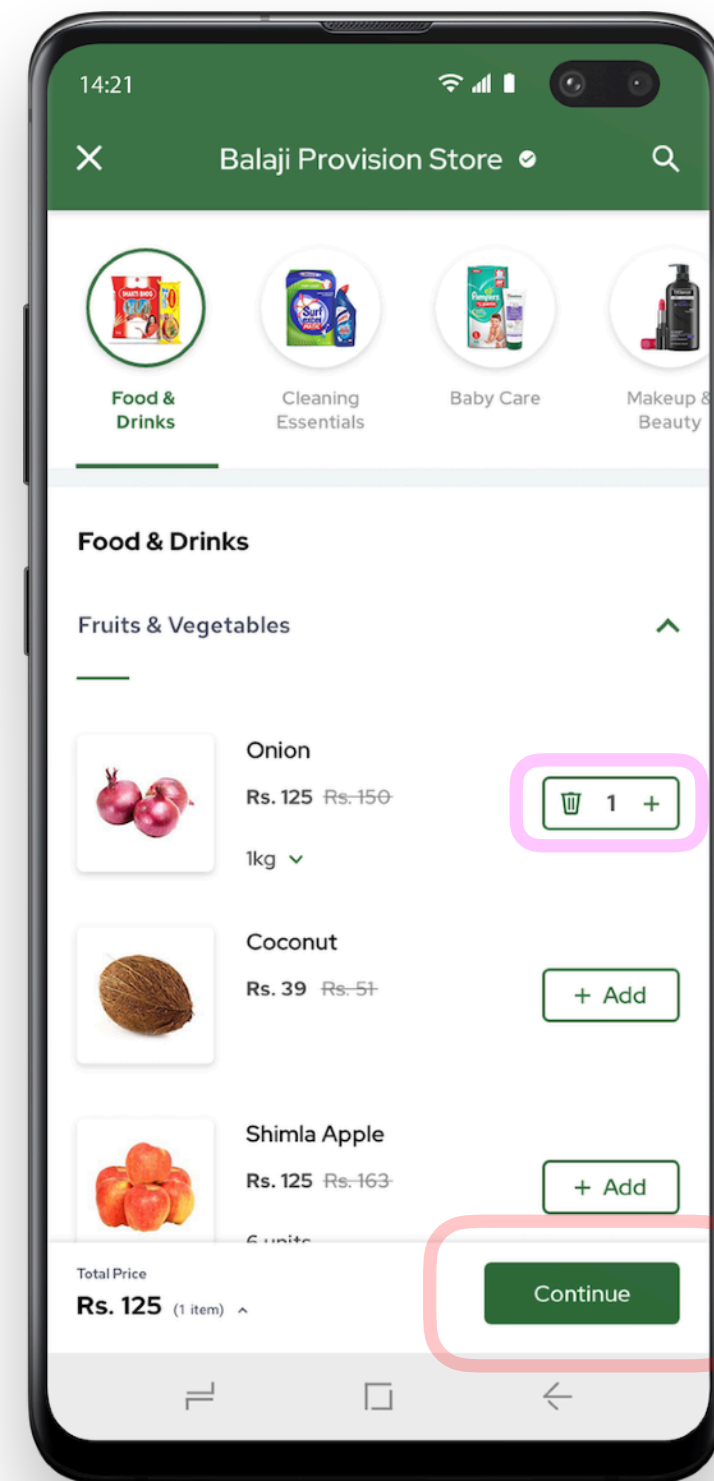 14:21
Balaji Provision Store
Food &
Drinks
Cleaning
Essentials
Baby Care
Makeup &
Beauty
Food & Drinks
Fruits & Vegetables
Onion
Rs. 125 Rs. 150
1
1kg
Coconut
Rs. 39 Rs. 51
+ Add
Shimla Apple
Rs. 125 Rs. 163
+ Add
6 units
Total Price
Rs. 125 (1 item)
Continue